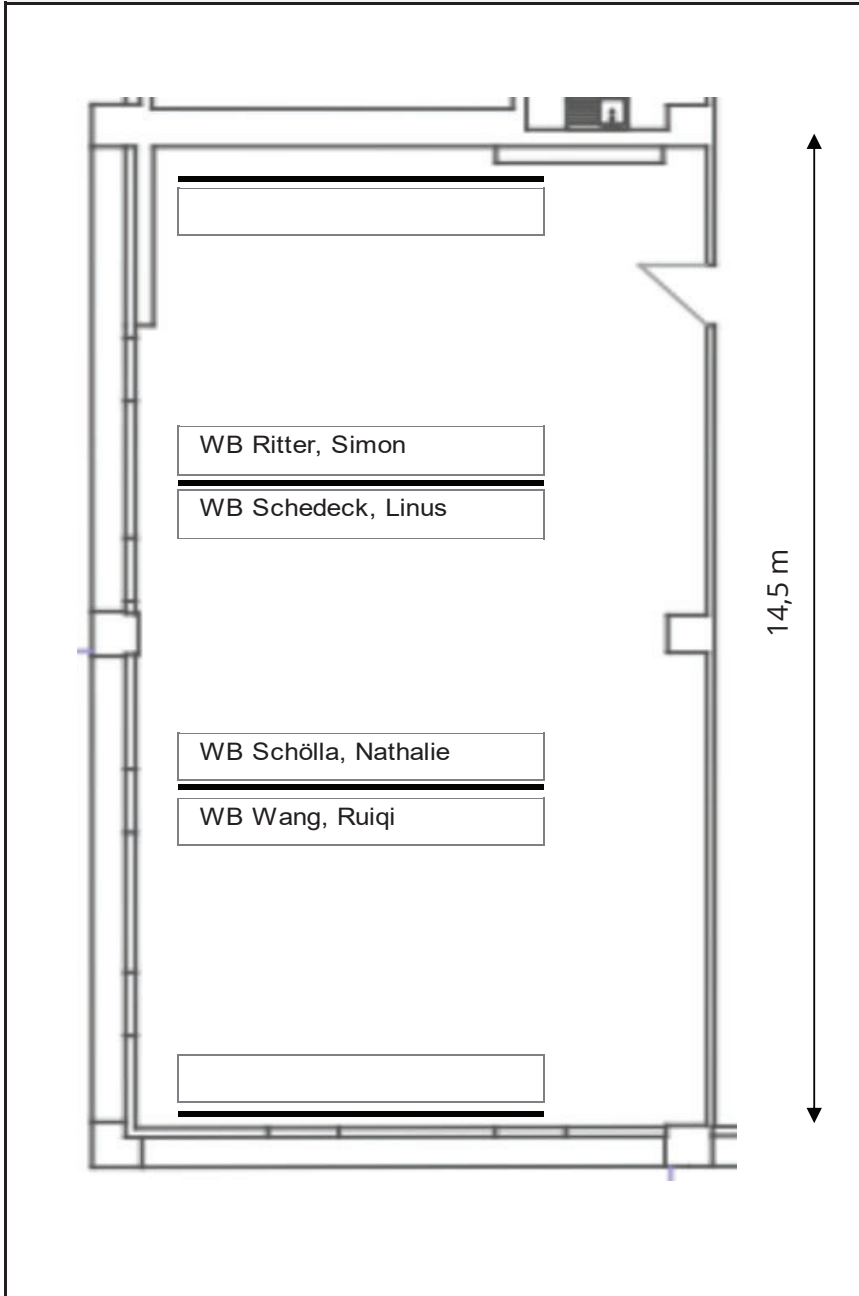 WB Ritter, Simon
WB Schedeck, Linus
14,5 m
WB Schölla, Nathalie
WB Wang, Ruiqi